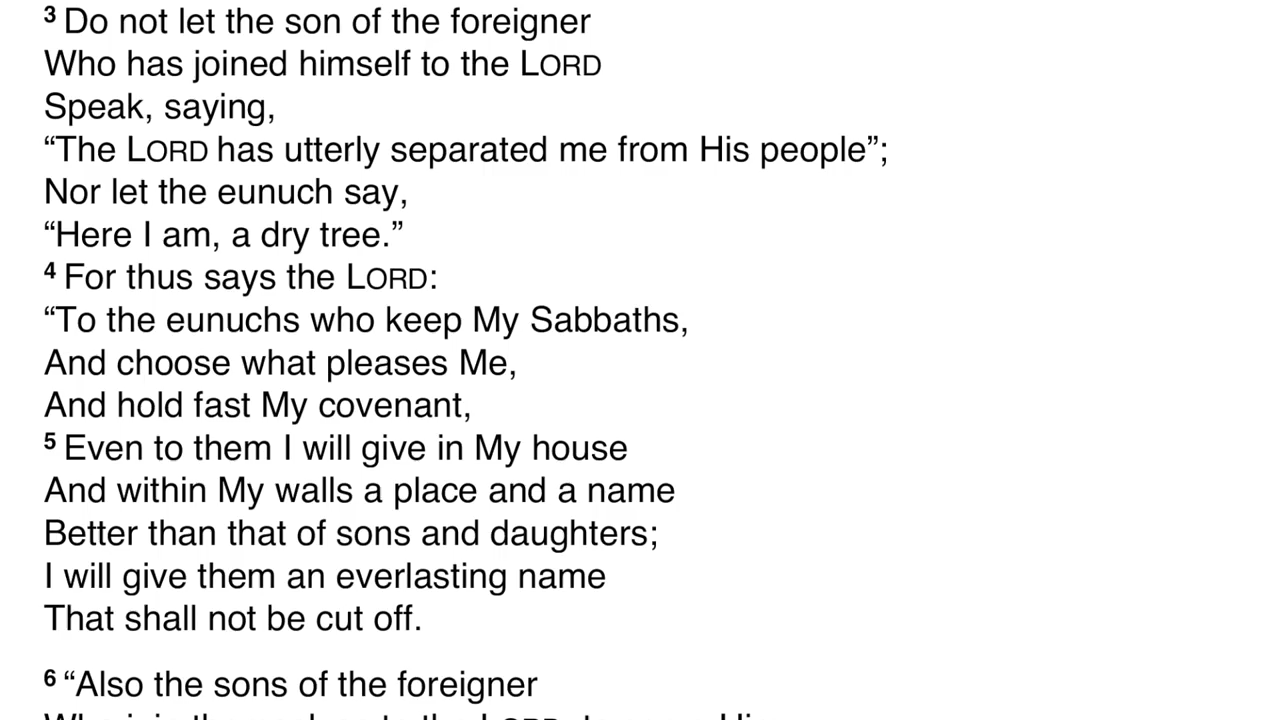 3 Do not let the son of the foreigner
Who has joined himself to the LORD
Speak, saying,
“The LORD has utterly separated me from His people”;
Nor let the eunuch say,
“Here I am, a dry tree.”
4 For thus says the LORD:
“To the eunuchs who keep My Sabbaths,
And choose what pleases Me,
And hold fast My covenant,
5 Even to them I will give in My house
And within My walls a place and a name
Better than that of sons and daughters;
I will give them an everlasting name
That shall not be cut off.
6 “Also the sons of the foreigner